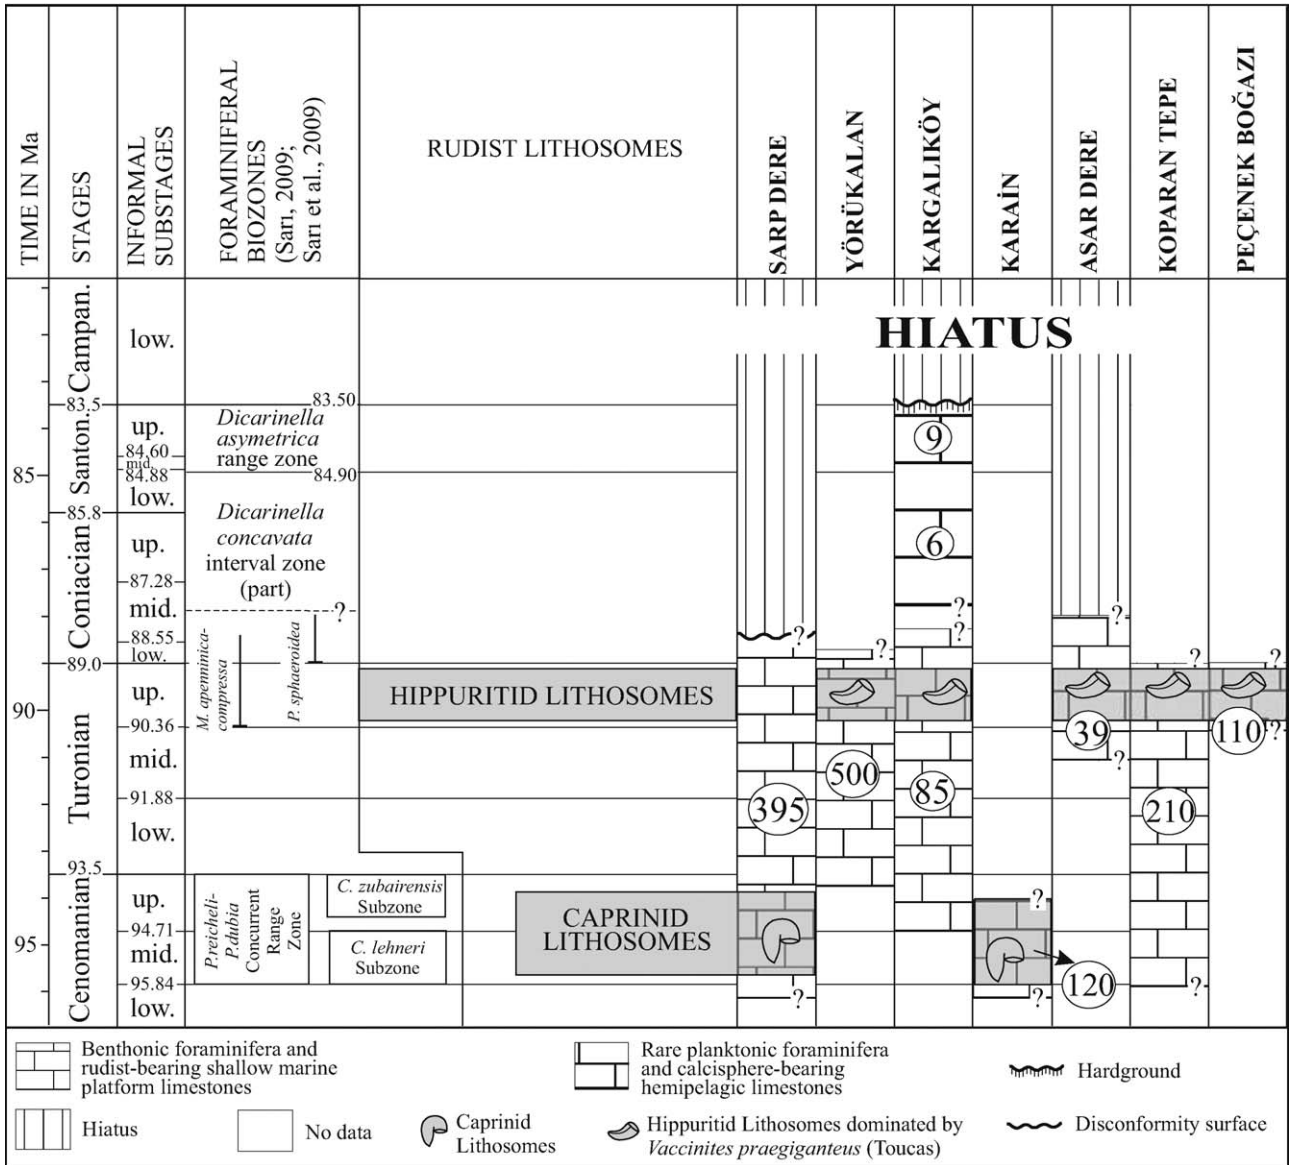 TIME IN Ma
STAGES
INFORMAL
SUBSTAGES
FORAMINIFERAL
BIOZONES
(Sarı, 2009;
Sarı et al., 2009)
RUDIST LITHOSOMES
SARP DERE
YÖRÜKALAN
KARGALIKÖY
KARAİN
ASAR DERE
KOPARAN TEPE
PEÇENEK BOĞAZI
HIATUS
85
90
95
Campan.
83.5
Santon.
85.8
Coniacian
89.0
Turonian
93.5
Cenomanian
low.
up.
84.60
mid.
84.88
low.
up.
87.28
mid.
88.55
low.
up.
90.36
mid.
91.88
low.
up.
94.71
mid.
95.84
low.
83.50
Dicarinella
asymetrica
range zone
84.90
Dicarinella
concavata
interval zone
(part)
?
M. apenninica-
compressa
P. sphaeroidea
P.reicheli-
P.dubia
Concurrent
Range
Zone
C. zubairensis
Subzone
C. lehneri
Subzone
HIPPURITID LITHOSOMES
CAPRINID
LITHOSOMES
?
395
?
?
500
9
6
?
?
85
?
?
120
?
39
?
?
210
?
?
110
?
Benthonic foraminifera and
rudist-bearing shallow marine
platform limestones
Rare planktonic foraminifera
and calcisphere-bearing
hemipelagic limestones
Hardground
Hiatus
No data
Caprinid
Lithosomes
Hippuritid Lithosomes dominated by
Vaccinites praegiganteus (Toucas)
Disconformity surface